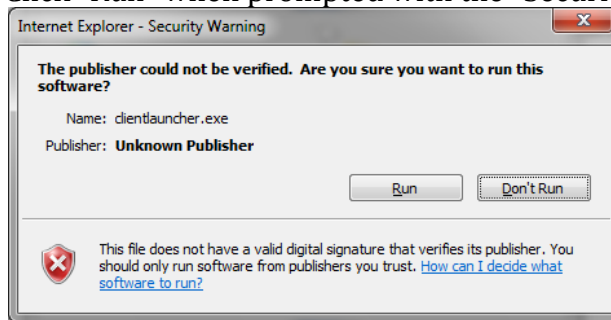 Internet Explorer - Security Warning
The publisher could not be verified. Are you sure you want to run this
software?
Name: clientlauncher.exe
Publisher: Unknown Publisher
Run
Don't Run
This file does not have a valid digital signature that verifies its publisher. You
should only run software from publishers you trust. How can I decide what
software to run?